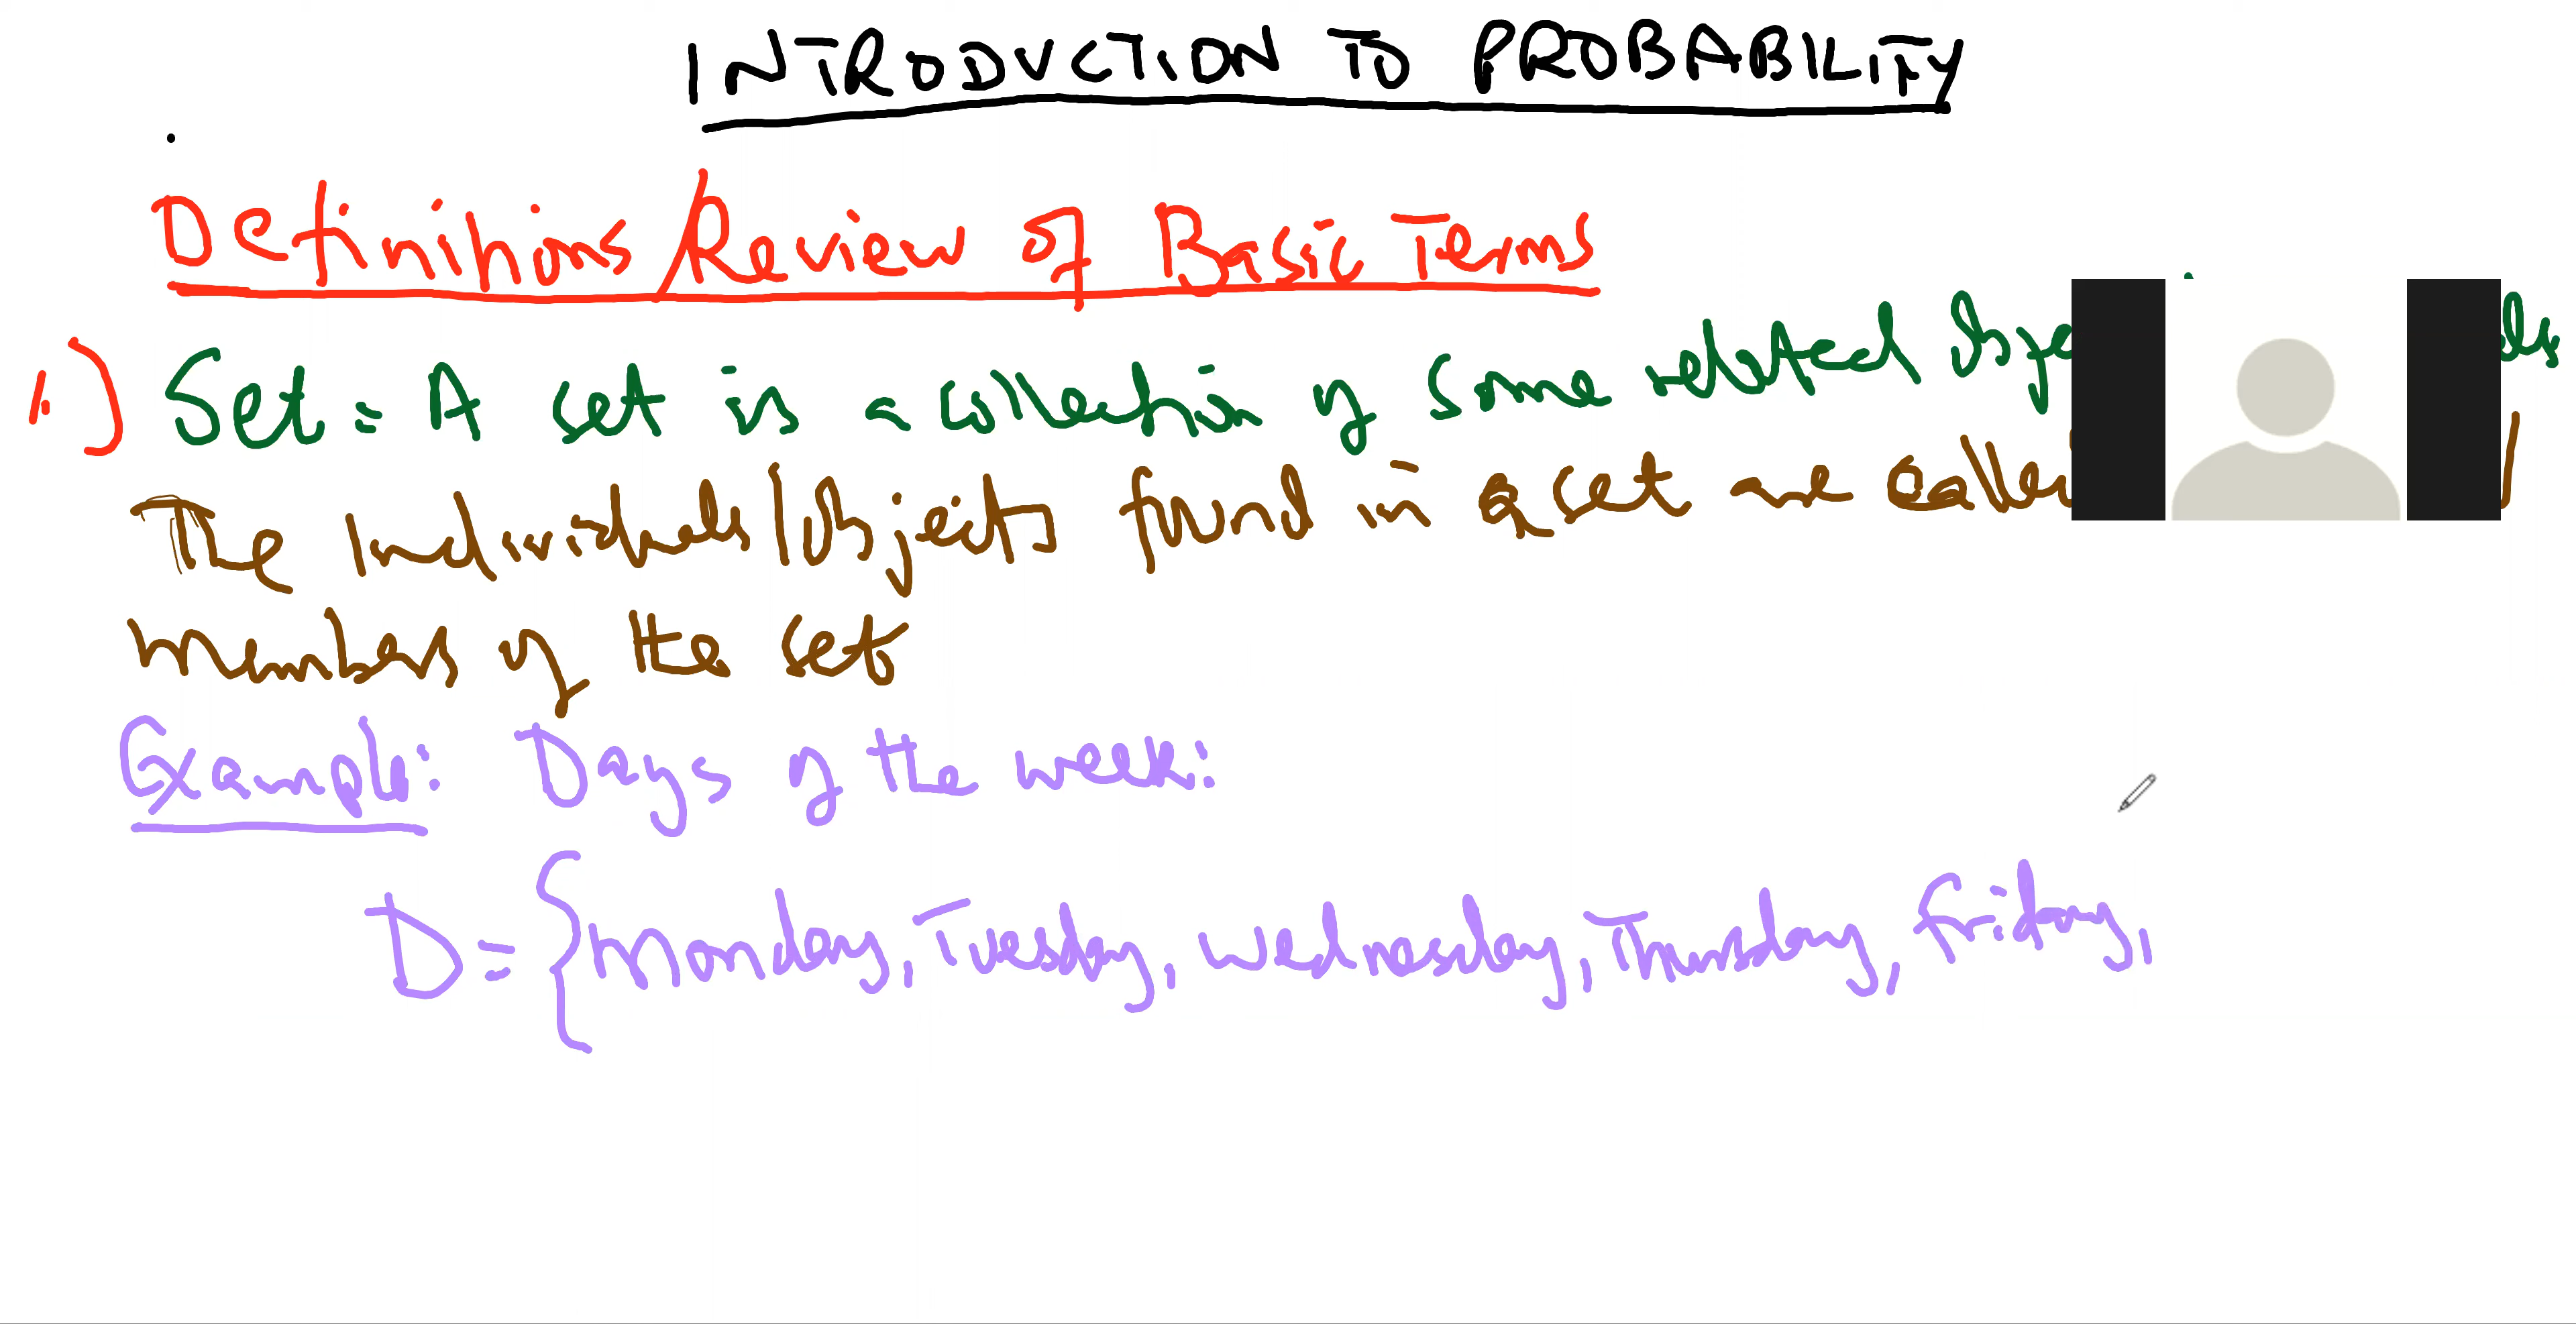 INTRODUCTION TO PROBABILITY
Definitions/Review of Basic Terms
1.) Set: A set is a collection of some related
The Individuals/Objects found in a set are
members of the set
Example: Days of the week:
D = {Monday, Tuesday, Wednesday, Thursday, Friday,